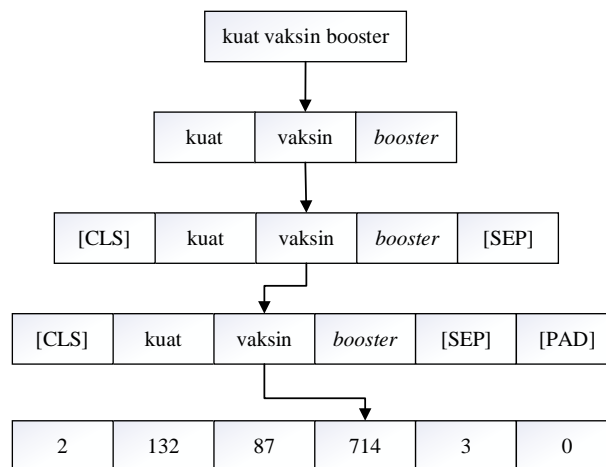 kuat vaksin booster
kuat vaksin booster
[CLS] kuat vaksin booster [SEP]
[CLS] kuat vaksin booster [SEP] [PAD]
2 132 87 714 3 0